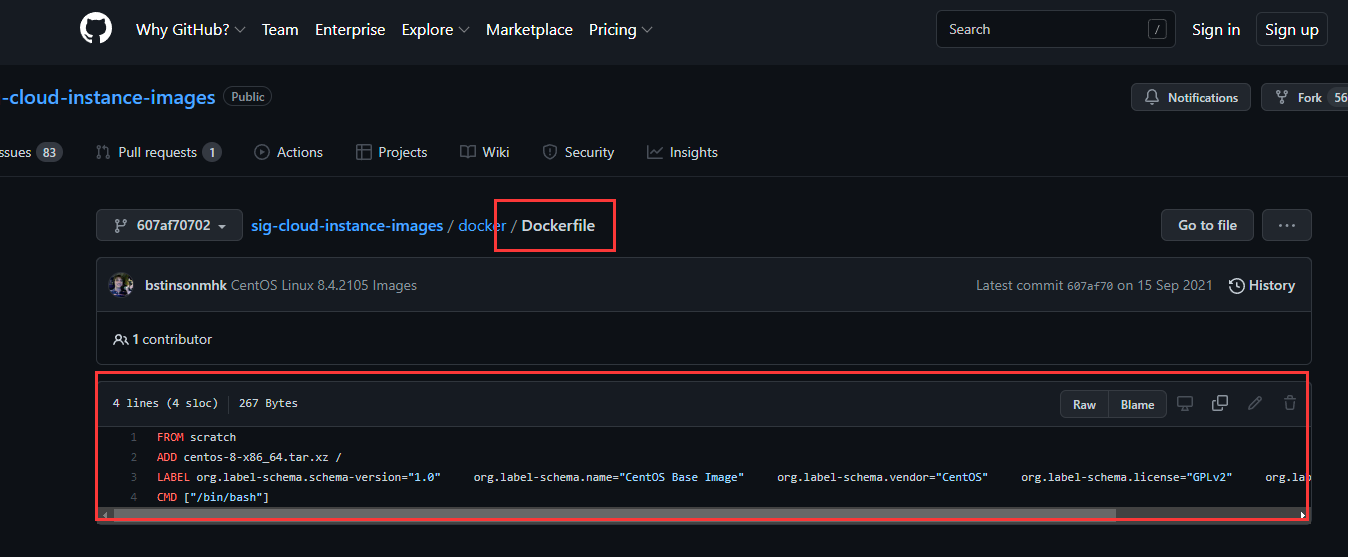 Why GitHub? Team Enterprise Explore Marketplace Pricing Search / Sign in Sign up
-cloud-instance-images Public Notifications Fork 56
ssues 83 Pull requests 1 Actions Projects Wiki Security Insights
607af70702 sig-cloud-instance-images / docker / Dockerfile Go to file ...
bstinsonmhk CentOS Linux 8.4.2105 Images Latest commit 607af70 on 15 Sep 2021 History
1 contributor
4 lines (4 sloc) 267 Bytes Raw Blame
1 FROM scratch
2 ADD centos-8-x86_64.tar.xz /
3 LABEL org.label-schema.schema-version="1.0" org.label-schema.name="CentOS Base Image" org.label-schema.vendor="CentOS" org.label-schema.license="GPLv2" org.lab
4 CMD ["/bin/bash"]